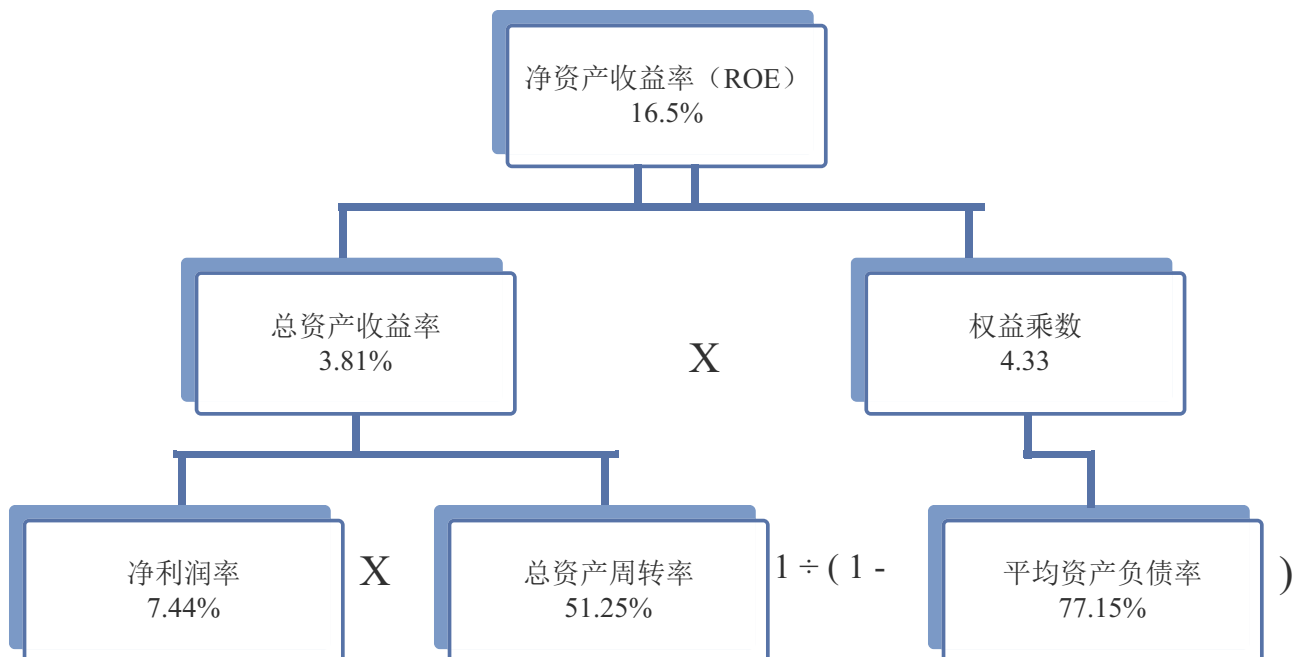 净资产收益率（ROE）
16.5%
总资产收益率
3.81%
X
权益乘数
4.33
净利润率
7.44%
X
总资产周转率
51.25%
1 ÷ ( 1 -
平均资产负债率
77.15%
)